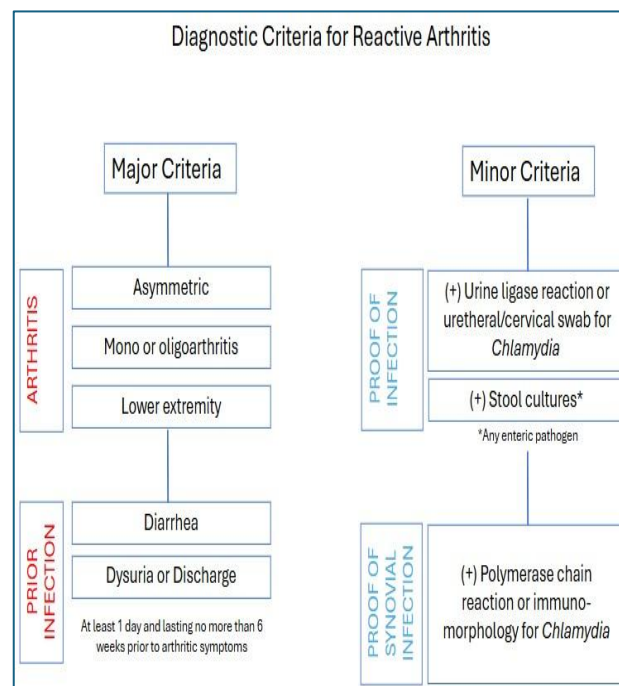 Diagnostic Criteria for Reactive Arthritis
Major Criteria
ARTHRITIS
Asymmetric
Mono or oligoarthritis
Lower extremity
PRIOR
INFECTION
Diarrhea
Dysuria or Discharge
At least 1 day and lasting no more than 6
weeks prior to arthritic symptoms
Minor Criteria
PROOF OF
INFECTION
(+) Urine ligase reaction or
urethral/cervical swab for
Chlamydia
(+) Stool cultures*
*Any enteric pathogen
PROOF OF
SYNOVIAL
INFECTION
(+) Polymerase chain
reaction or immuno-
morphology for Chlamydia